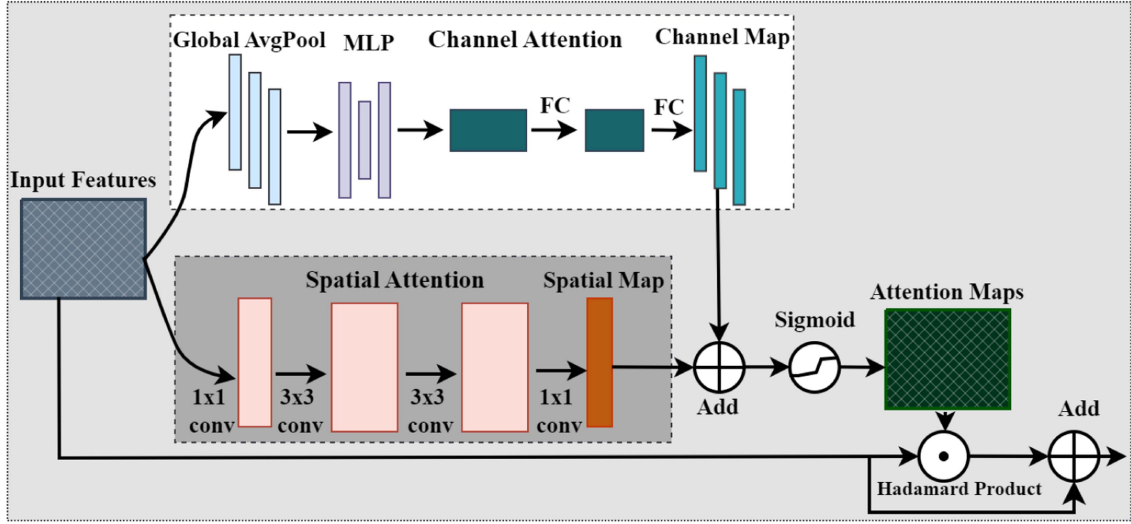 Global AvgPool
MLP
Channel Attention
Channel Map
FC
FC
Input Features
Spatial Attention
Spatial Map
1x1
conv
3x3
conv
3x3
conv
1x1
conv
Add
Sigmoid
Attention Maps
Add
Hadamard Product